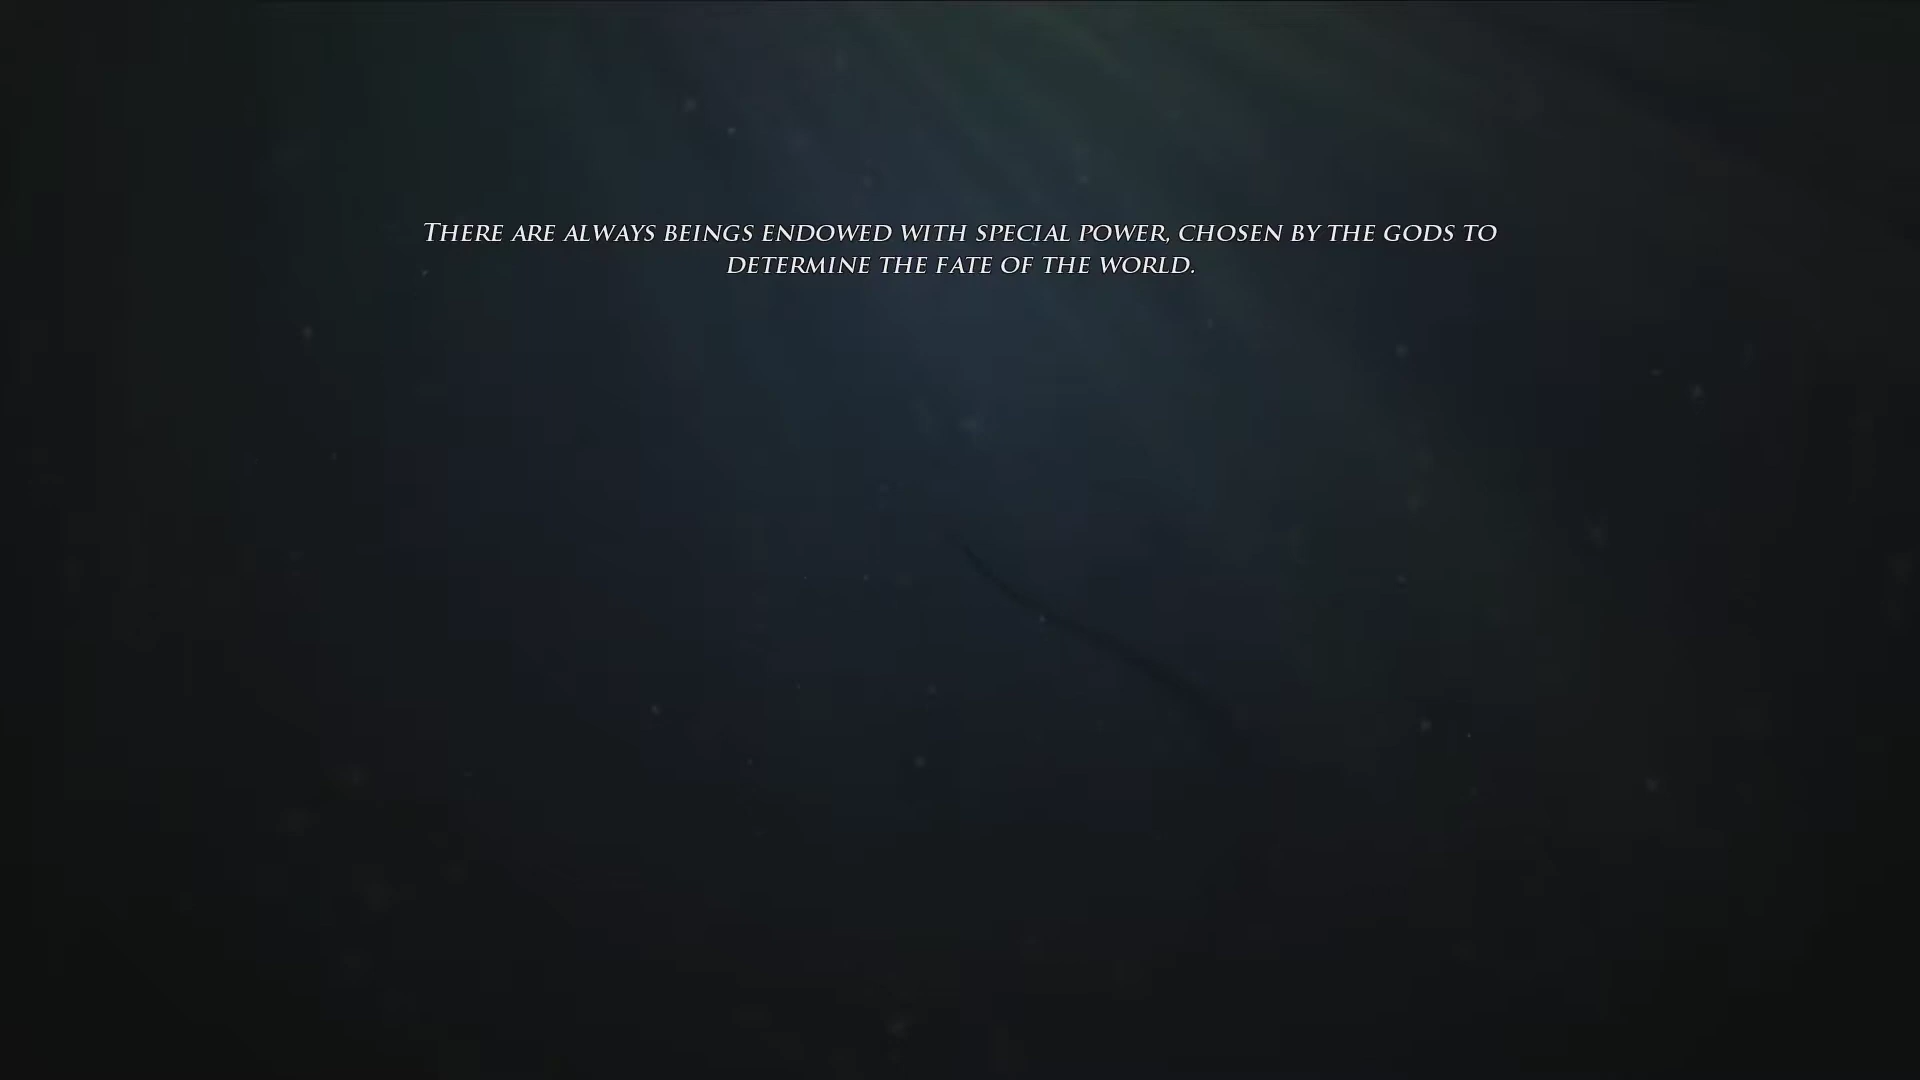 There are always beings endowed with special power, chosen by the gods to
determine the fate of the world.